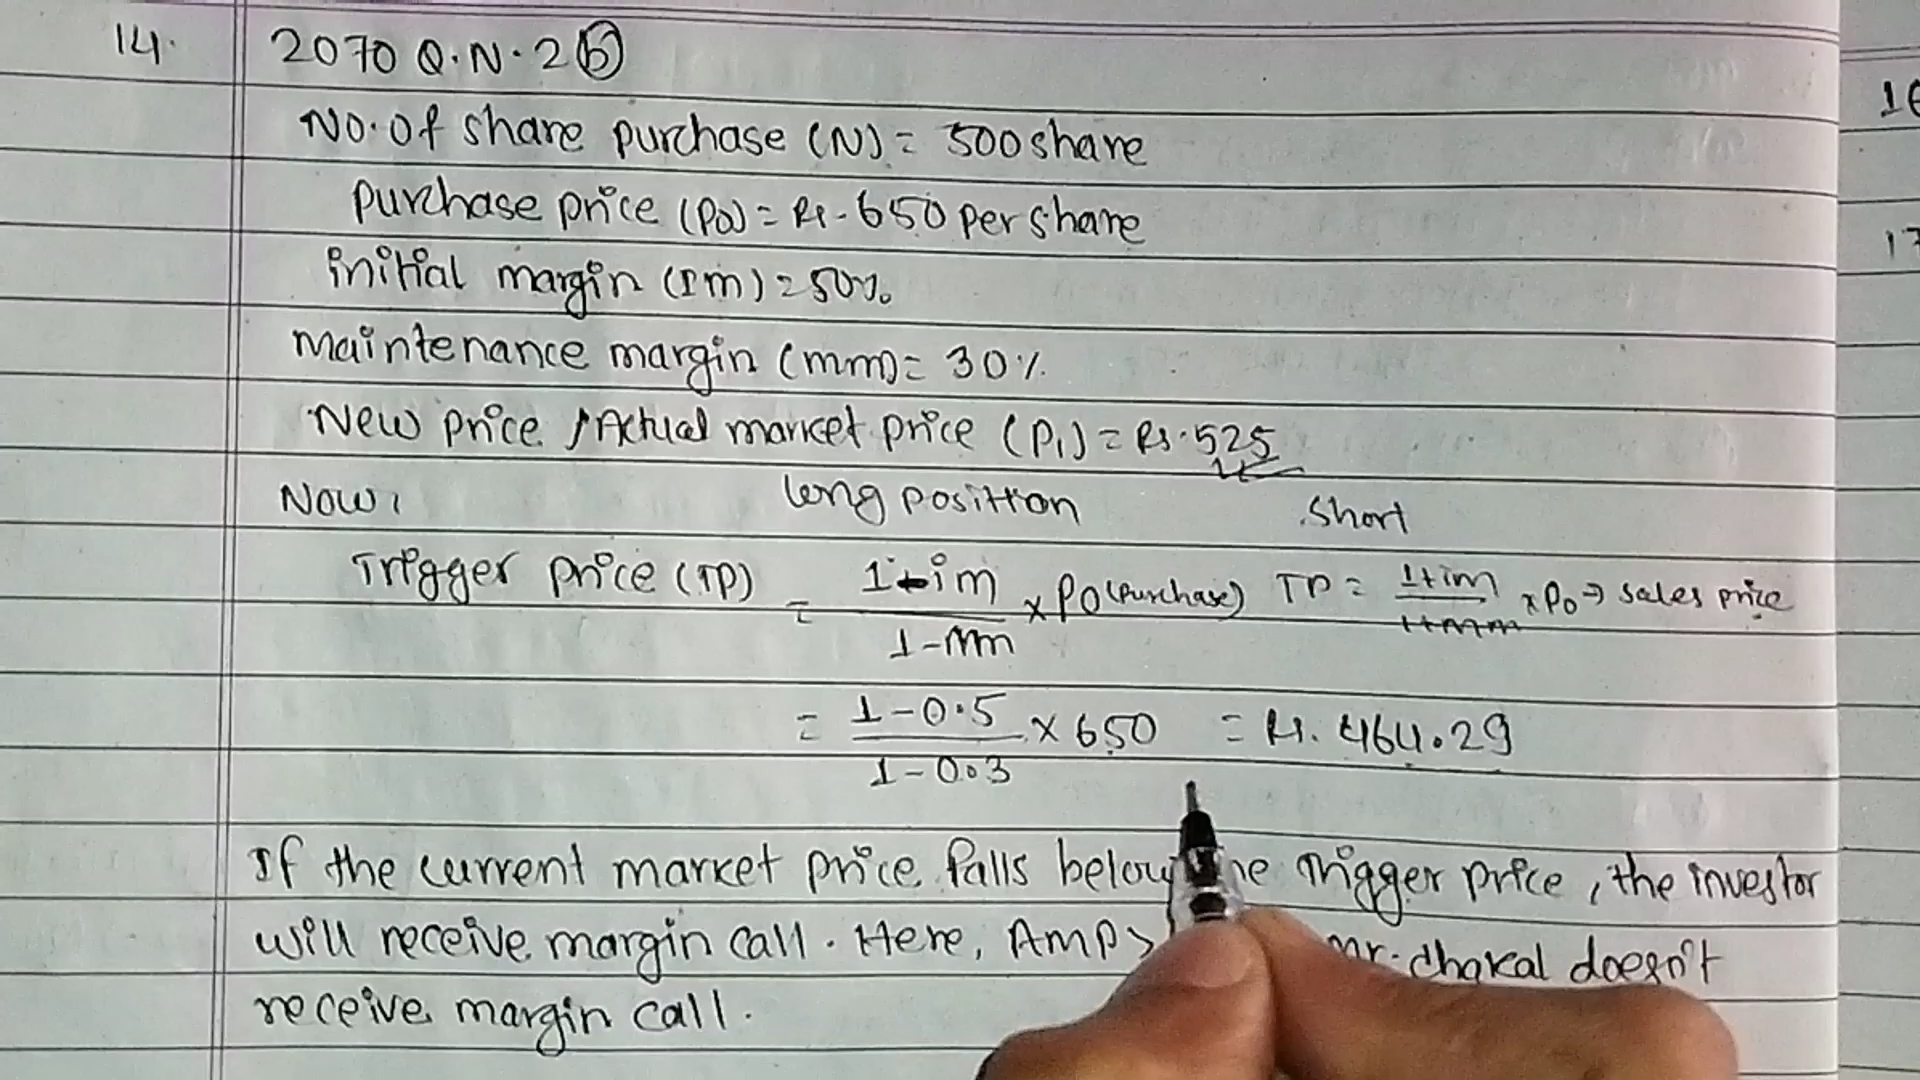 14. 2070 Q.N.2 (b)
No. of share purchase (N) = 500 share
purchase price (P0) = Rs. 650 per share
initial margin (Im) = 50%
maintenance margin (mm) = 30%
New price / Actual market price (P1) = Rs. 525
Now, long position short
Trigger price (TP) = 1-im / 1-mm × P0 (purchase) TP = 1+im / 1+mm × P0 → sales price
= 1-0.5 / 1-0.3 × 650 = Rs. 464.29
If the current market price falls below trigger price, the investor
will receive margin call. Here, AMP > mr. dhakal doesn't
receive margin call.
16
17